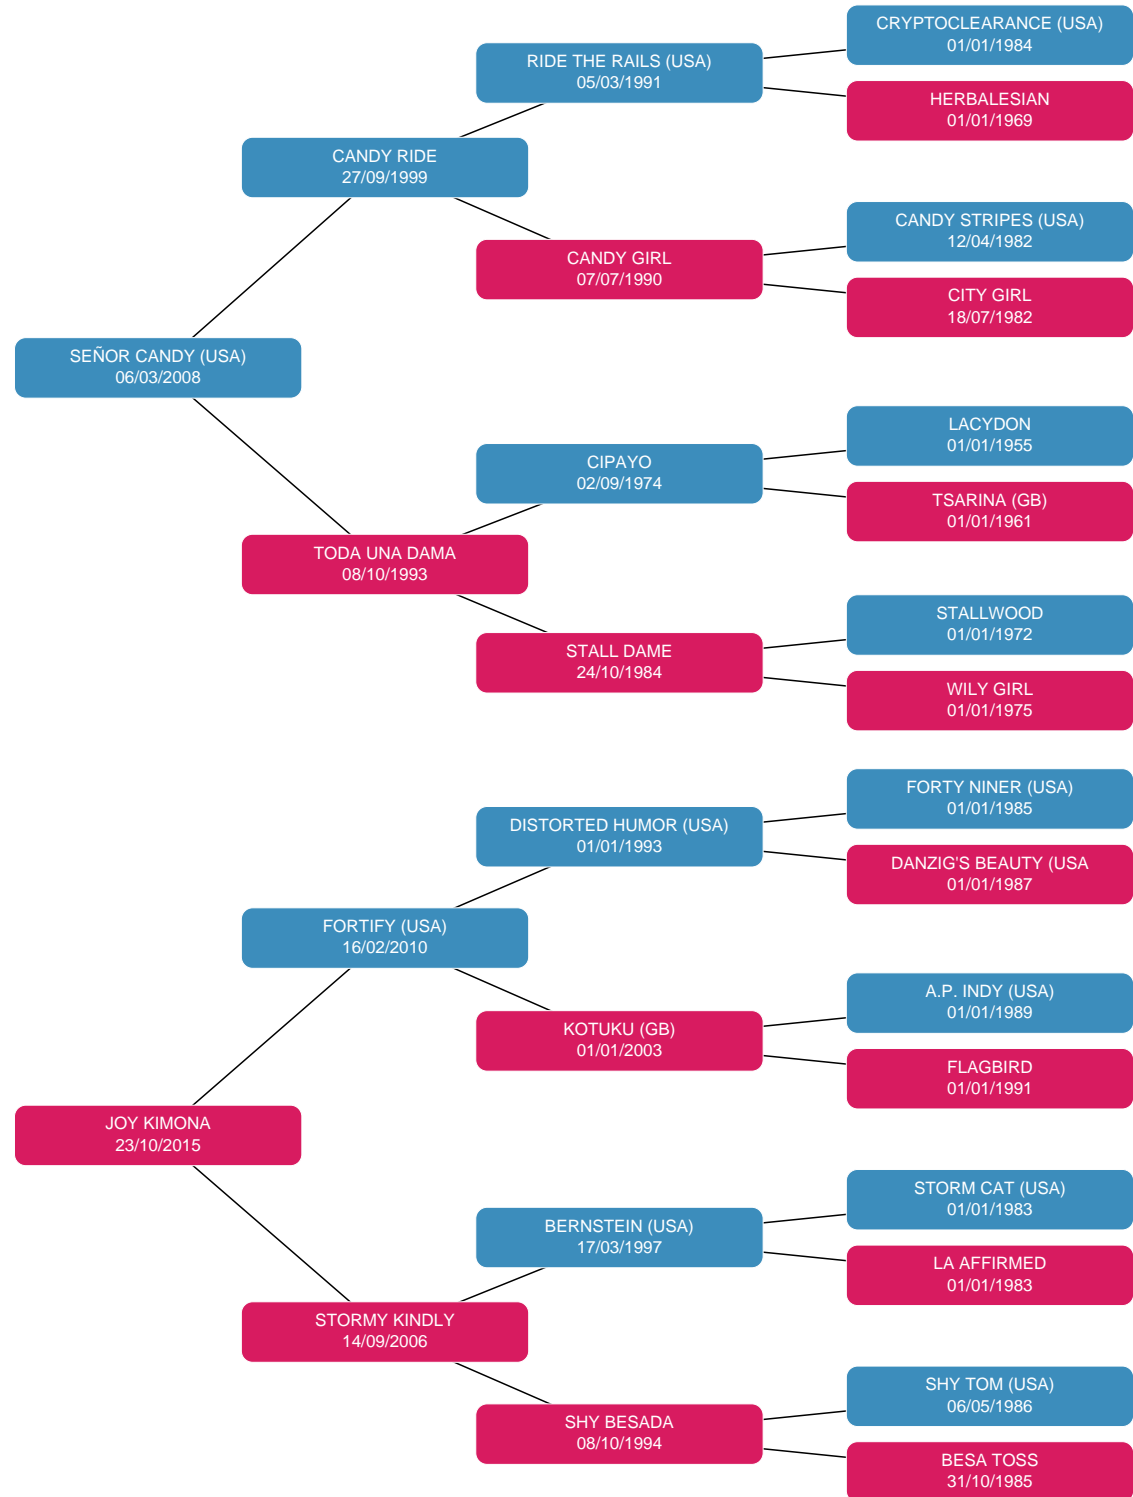 CRYPTOCLEARANCE (USA)
01/01/1984
RIDE THE RAILS (USA)
05/03/1991
HERBALESIAN
01/01/1969
CANDY RIDE
27/09/1999
CANDY STRIPES (USA)
12/04/1982
CANDY GIRL
07/07/1990
CITY GIRL
18/07/1982
SEÑOR CANDY (USA)
06/03/2008
LACYDON
01/01/1955
CIPAYO
02/09/1974
TSARINA (GB)
01/01/1961
TODA UNA DAMA
08/10/1993
STALLWOOD
01/01/1972
STALL DAME
24/10/1984
WILY GIRL
01/01/1975
FORTY NINER (USA)
01/01/1985
DISTORTED HUMOR (USA)
01/01/1993
DANZIG'S BEAUTY (USA
01/01/1987
FORTIFY (USA)
16/02/2010
A.P. INDY (USA)
01/01/1989
KOTUKU (GB)
01/01/2003
FLAGBIRD
01/01/1991
JOY KIMONA
23/10/2015
STORM CAT (USA)
01/01/1983
BERNSTEIN (USA)
17/03/1997
LA AFFIRMED
01/01/1983
STORMY KINDLY
14/09/2006
SHY TOM (USA)
06/05/1986
SHY BESADA
08/10/1994
BESA TOSS
31/10/1985